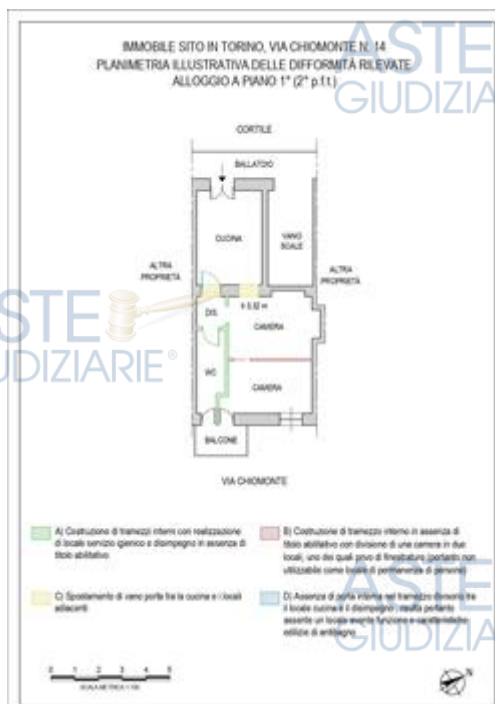 IMMOBILE SITO IN TORINO, VIA CHIOMONTE N. 14
PLANIMETRIA ILLUSTRATIVA DELLE DIFFORMITÀ RILEVATE
ALLOGGIO A PIANO 1° (2° p.f.t.)
ASTE
GIUDIZIA
CORTILE
BALLATOIO
CUCINA
VANO
SCALE
ALTRA
PROPRIETÀ
ALTRA
PROPRIETÀ
DIS.
CAMERA
ASTE
GIUDIZIARIE®
WC
CAMERA
BALCONE
VIA CHIOMONTE
A) Costruzione di tramezzi interni con realizzazione
di locale servizio igienico e disimpegno in assenza di
titolo abilitativo
B) Costruzione di tramezzo interno in assenza di
titolo abilitativo con divisione di una camera in due
locali, uno dei quali privo di finestratura (pertanto non
utilizzabile come locale di permanenza di persone)
C) Spostamento di vano porta tra la cucina e i locali
adiacenti
D) Assenza di porta interna nel tramezzo divisorio tra
il locale cucina e il disimpegno, risulta pertanto
assente un locale avente funzione e caratteristiche
edilizie di antibagno
ASTE
GIUDIZIA
0 1 2 3 4 5
SCALA METRICA 1:100
N